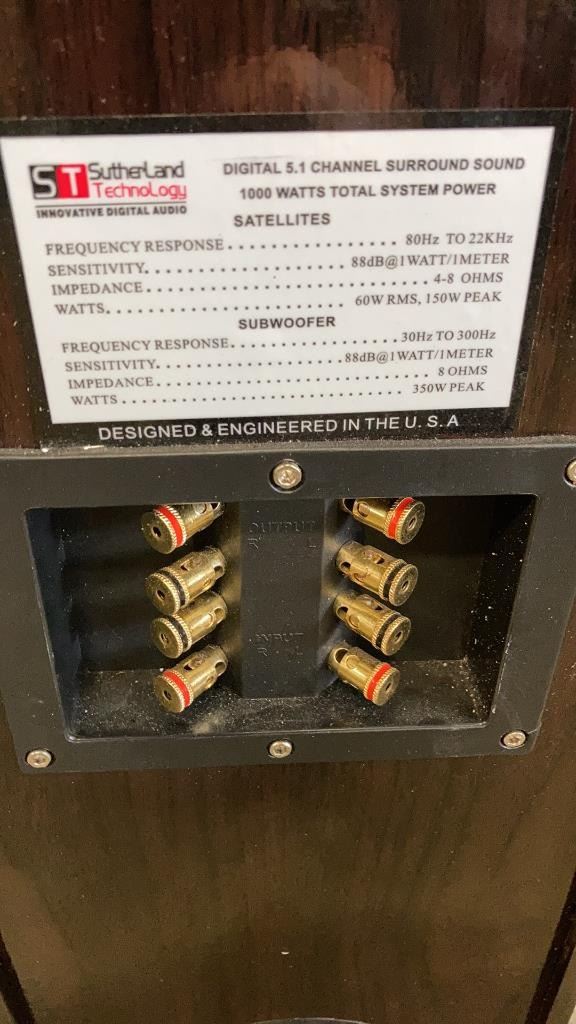 ST Sutherland Technology
INNOVATIVE DIGITAL AUDIO
DIGITAL 5.1 CHANNEL SURROUND SOUND
1000 WATTS TOTAL SYSTEM POWER
SATELLITES
FREQUENCY RESPONSE.................... 80Hz TO 22KHz
SENSITIVITY............................88dB@1WATT/1METER
IMPEDANCE.................................... 4-8 OHMS
WATTS............................... 60W RMS, 150W PEAK
SUBWOOFER
FREQUENCY RESPONSE....................30Hz TO 300Hz
SENSITIVITY...........................88dB@1WATT/1METER
IMPEDANCE.................................... 8 OHMS
WATTS.................................... 350W PEAK
DESIGNED & ENGINEERED IN THE U. S. A
OUTPUT
R L
INPUT
R L